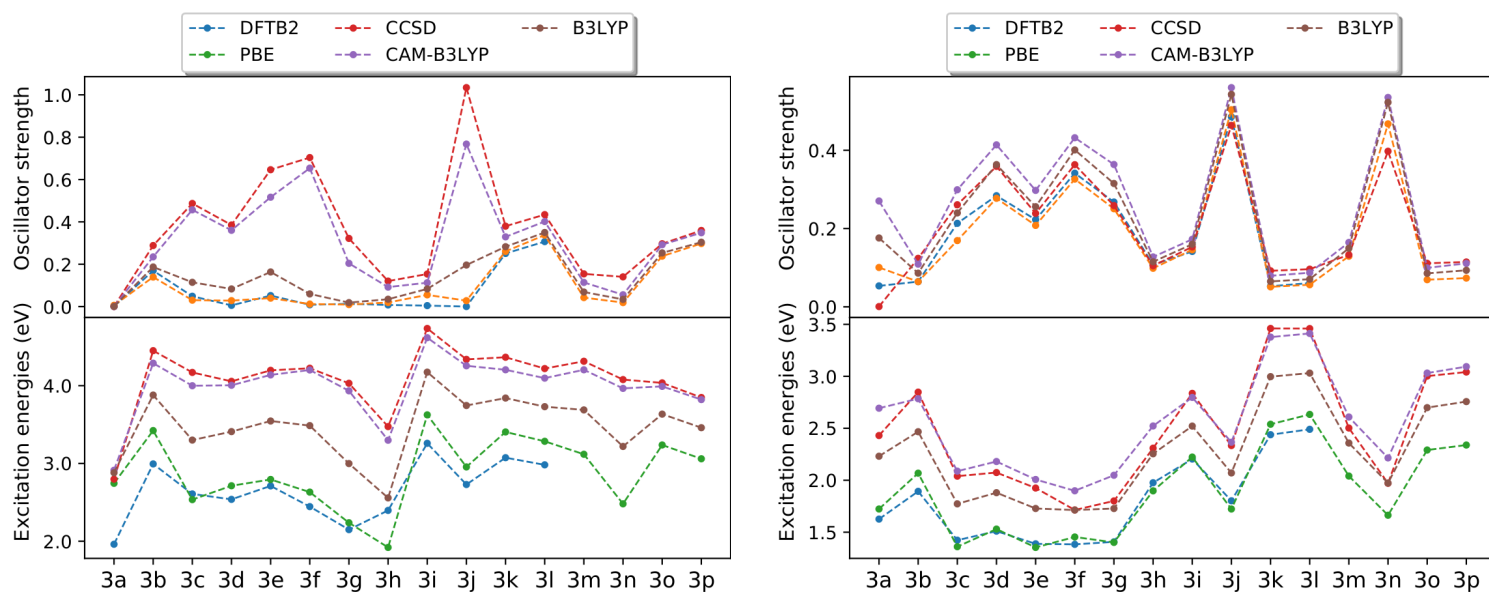 DFTB2 CCSD B3LYP
PBE CAM-B3LYP
Oscillator strength
1.0
0.8
0.6
0.4
0.2
0.0
Excitation energies (eV)
4.0
3.0
2.0
3a 3b 3c 3d 3e 3f 3g 3h 3i 3j 3k 3l 3m 3n 3o 3p
DFTB2 CCSD B3LYP
PBE CAM-B3LYP
Oscillator strength
0.4
0.2
0.0
Excitation energies (eV)
3.5
3.0
2.5
2.0
1.5
3a 3b 3c 3d 3e 3f 3g 3h 3i 3j 3k 3l 3m 3n 3o 3p